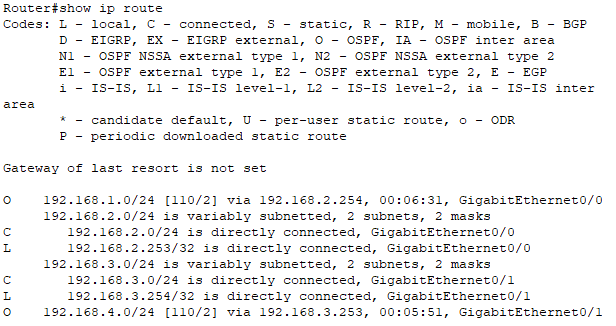 Router#show ip route
Codes: L - local, C - connected, S - static, R - RIP, M - mobile, B - BGP
D - EIGRP, EX - EIGRP external, O - OSPF, IA - OSPF inter area
N1 - OSPF NSSA external type 1, N2 - OSPF NSSA external type 2
E1 - OSPF external type 1, E2 - OSPF external type 2, E - EGP
i - IS-IS, L1 - IS-IS level-1, L2 - IS-IS level-2, ia - IS-IS inter
area
* - candidate default, U - per-user static route, o - ODR
P - periodic downloaded static route
Gateway of last resort is not set
O 192.168.1.0/24 [110/2] via 192.168.2.254, 00:06:31, GigabitEthernet0/0
192.168.2.0/24 is variably subnetted, 2 subnets, 2 masks
C 192.168.2.0/24 is directly connected, GigabitEthernet0/0
L 192.168.2.253/32 is directly connected, GigabitEthernet0/0
192.168.3.0/24 is variably subnetted, 2 subnets, 2 masks
C 192.168.3.0/24 is directly connected, GigabitEthernet0/1
L 192.168.3.254/32 is directly connected, GigabitEthernet0/1
O 192.168.4.0/24 [110/2] via 192.168.3.253, 00:05:51, GigabitEthernet0/1